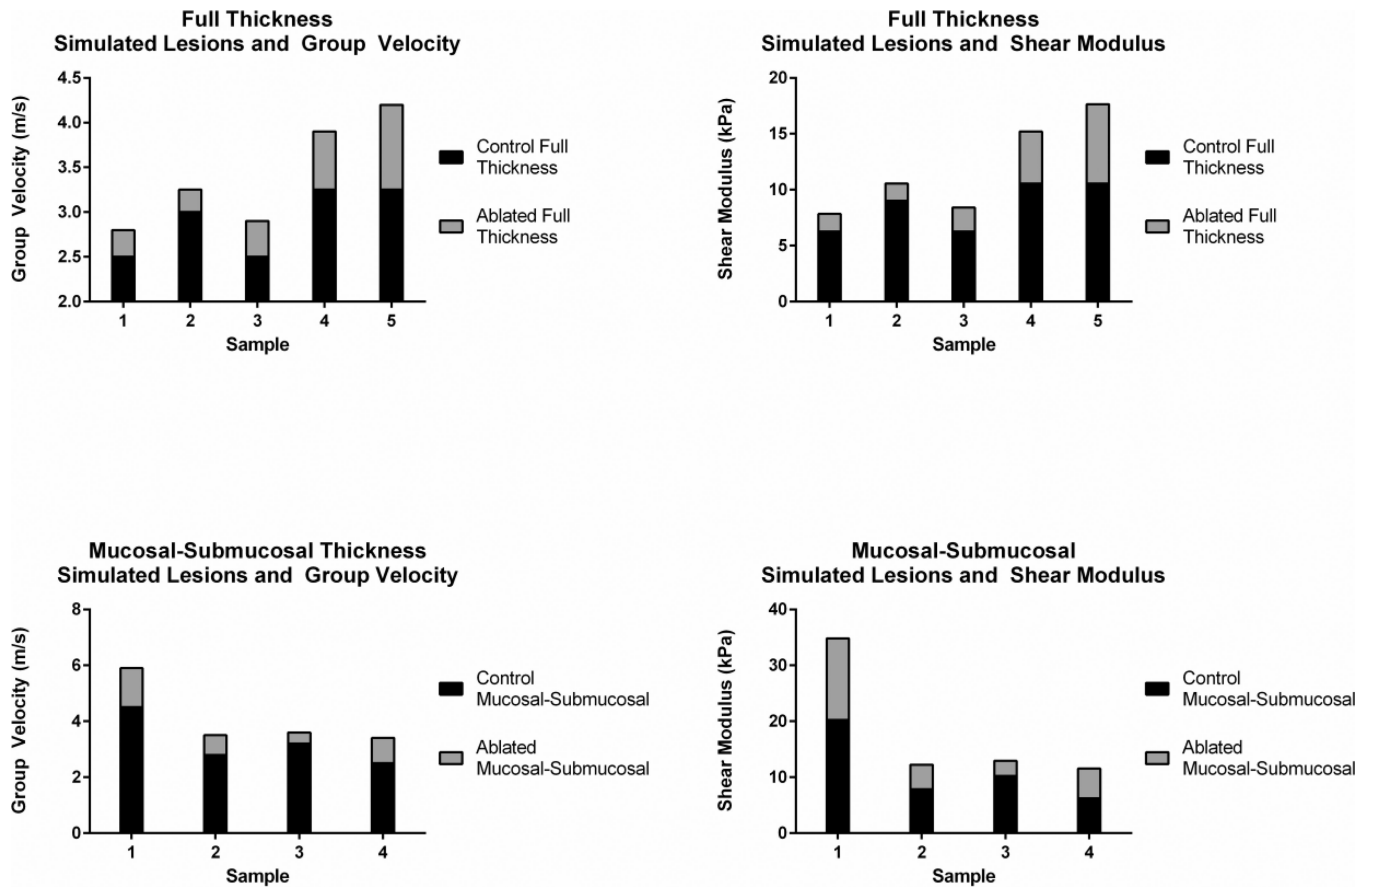 Full Thickness
Simulated Lesions and Group Velocity
Group Velocity (m/s)
4.5
4.0
3.5
3.0
2.5
2.0
1 2 3 4 5
Sample
Control Full
Thickness
Ablated Full
Thickness
Full Thickness
Simulated Lesions and Shear Modulus
Shear Modulus (kPa)
20
15
10
5
0
1 2 3 4 5
Sample
Control Full
Thickness
Ablated Full
Thickness
Mucosal-Submucosal Thickness
Simulated Lesions and Group Velocity
Group Velocity (m/s)
8
6
4
2
0
1 2 3 4
Sample
Control
Mucosal-Submucosal
Ablated
Mucosal-Submucosal
Mucosal-Submucosal
Simulated Lesions and Shear Modulus
Shear Modulus (kPa)
40
30
20
10
0
1 2 3 4
Sample
Control
Mucosal-Submucosal
Ablated
Mucosal-Submucosal